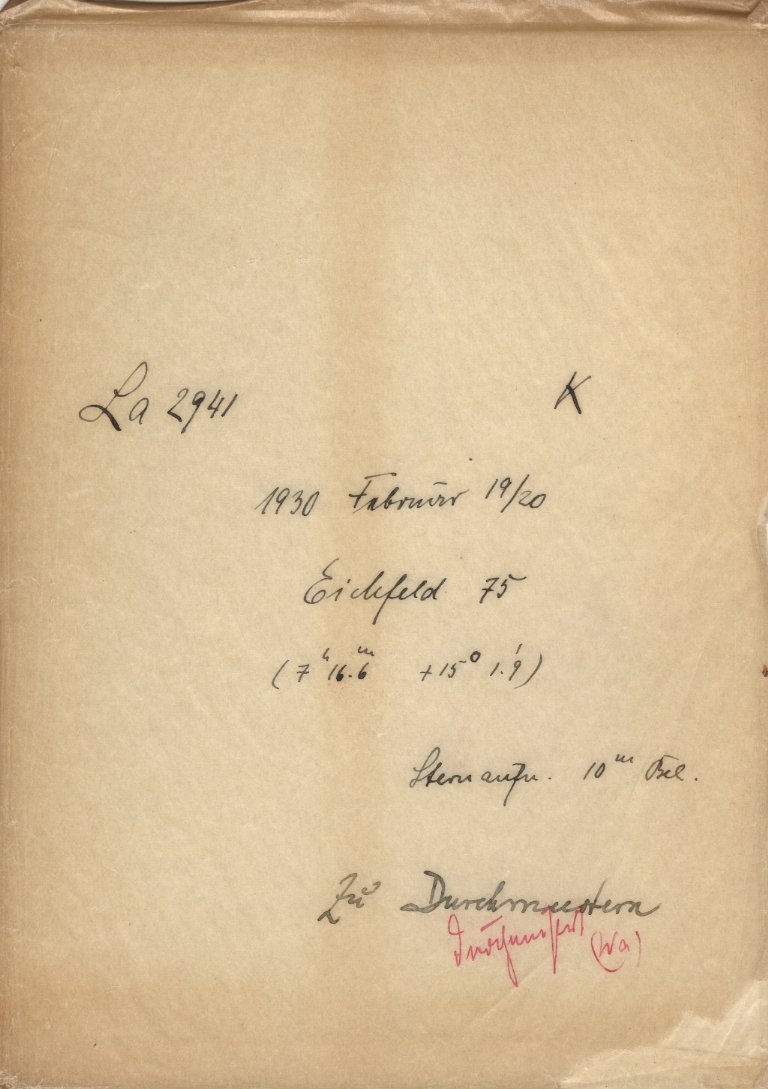 La 2941 K
1930 Februar 19/20
Eichfeld 75
(7ʰ 16.ᵐ6 +15° 1.′9)
Sternaufn. 10ᵐ Bel.
Zu Durchmustern
durchmustert (Wa)